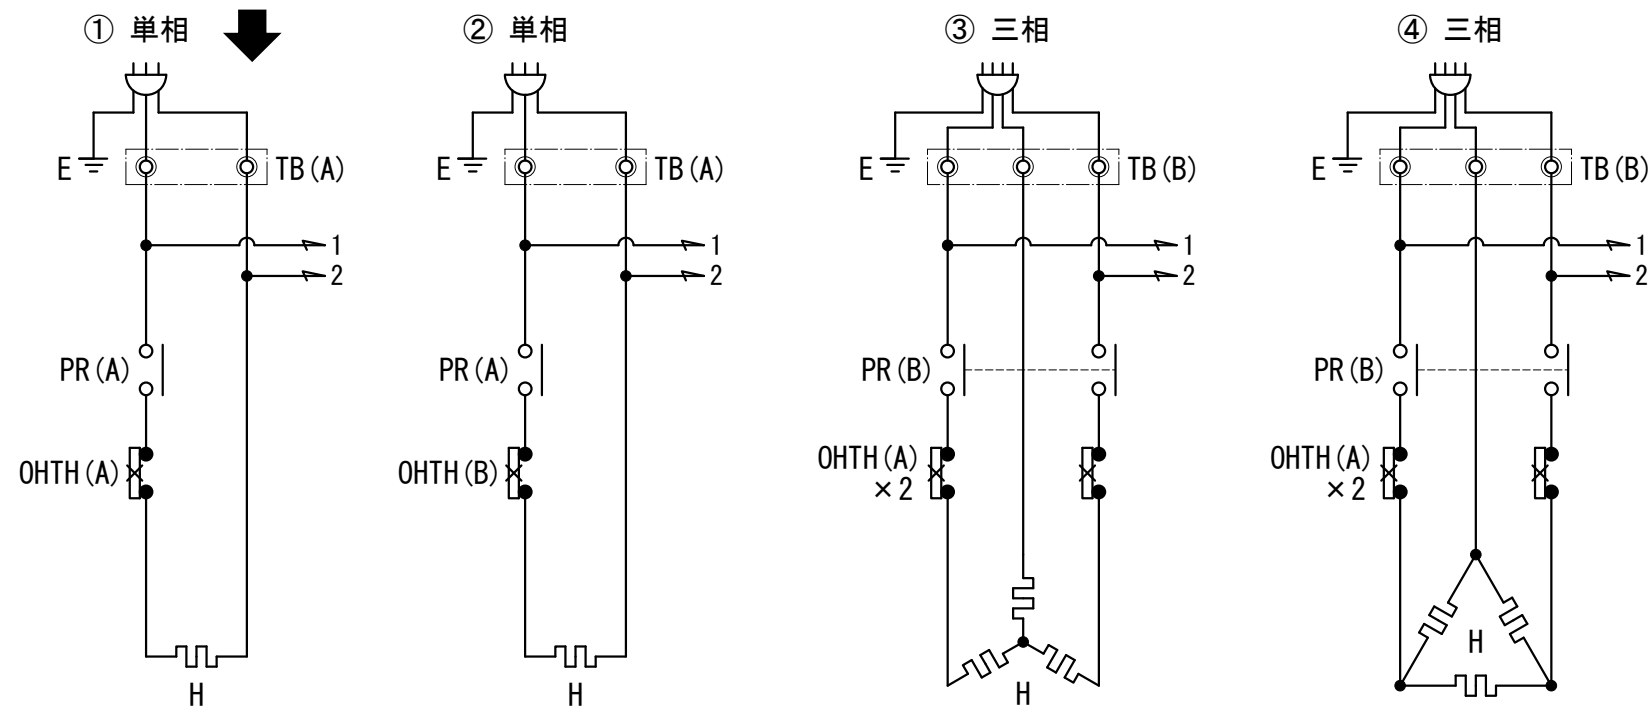 ① 単相
E
TB(A)
1
2
PR(A)
OHTH(A)
H
② 単相
E
TB(A)
1
2
PR(A)
OHTH(B)
H
③ 三相
E
TB(B)
1
2
PR(B)
OHTH(A)
×2
H
④ 三相
E
TB(B)
1
2
PR(B)
OHTH(A)
×2
H